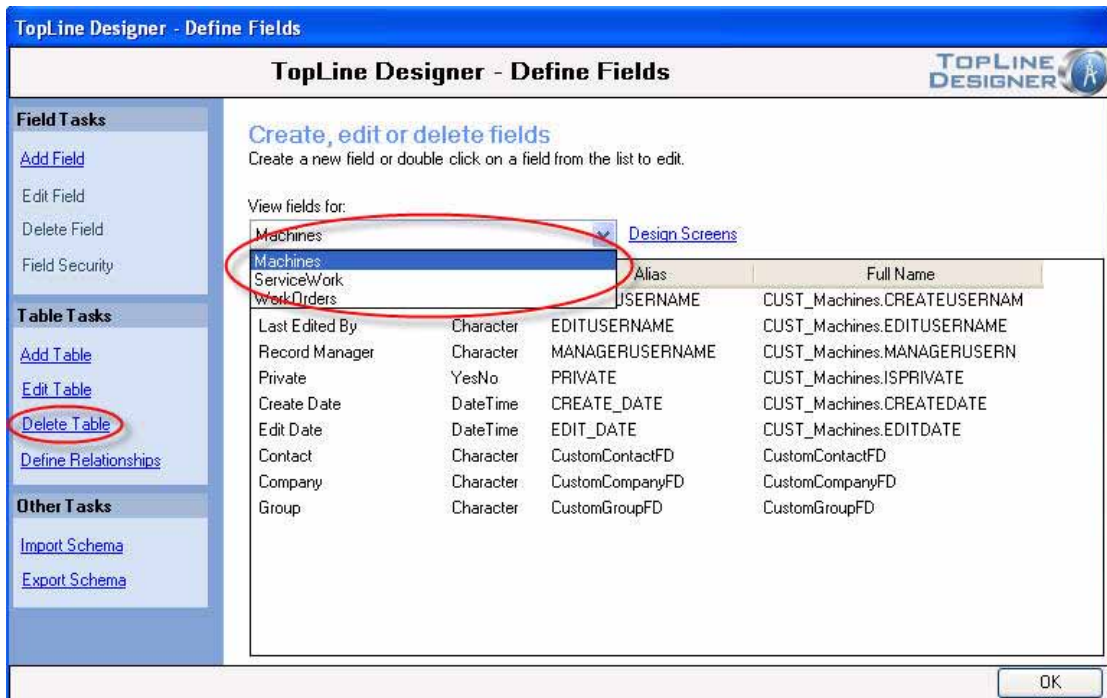 TopLine Designer - Define Fields
TopLine Designer - Define Fields
TOPLINE
DESIGNER
Field Tasks
Add Field
Edit Field
Delete Field
Field Security
Table Tasks
Add Table
Edit Table
Delete Table
Define Relationships
Other Tasks
Import Schema
Export Schema
Create, edit or delete fields
Create a new field or double click on a field from the list to edit.
View fields for:
Machines Design Screens
Machines
ServiceWork
WorkOrders
Alias Full Name
USERNAME CUST_Machines.CREATEUSERNAM
Last Edited By Character EDITUSERNAME CUST_Machines.EDITUSERNAME
Record Manager Character MANAGERUSERNAME CUST_Machines.MANAGERUSERN
Private YesNo PRIVATE CUST_Machines.ISPRIVATE
Create Date DateTime CREATE_DATE CUST_Machines.CREATEDATE
Edit Date DateTime EDIT_DATE CUST_Machines.EDITDATE
Contact Character CustomContactFD CustomContactFD
Company Character CustomCompanyFD CustomCompanyFD
Group Character CustomGroupFD CustomGroupFD
OK